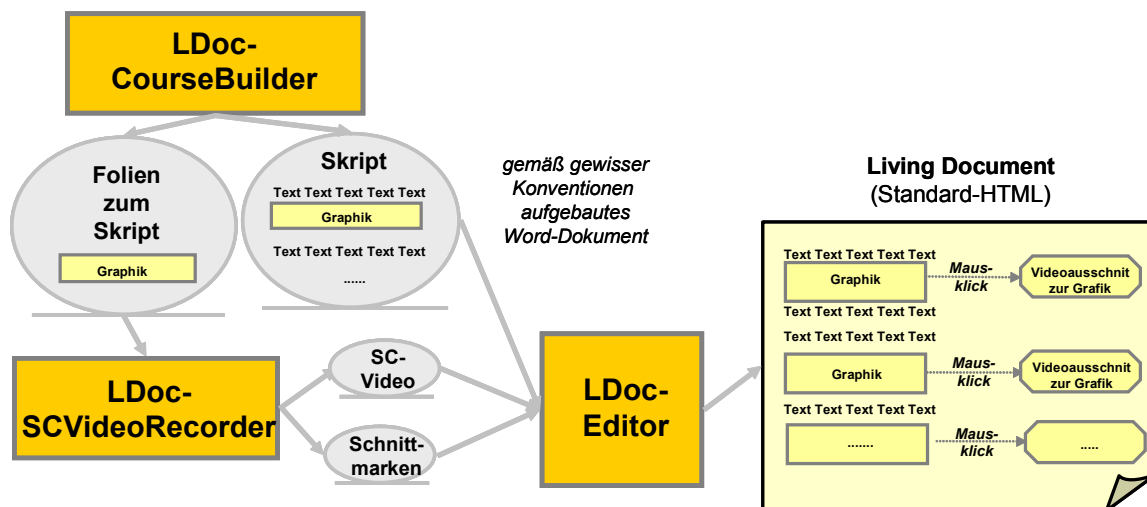 LDoc-
CourseBuilder
Folien
zum
Skript
Graphik
Skript
Text Text Text Text Text
Graphik
Text Text Text Text Text
......
gemäß gewisser
Konventionen
aufgebautes
Word-Dokument
LDoc-
SCVideoRecorder
SC-
Video
Schnitt-
marken
LDoc-
Editor
Living Document
(Standard-HTML)
Text Text Text Text Text
Graphik
Maus-
klick
Videoausschnit
zur Grafik
Text Text Text Text Text
Text Text Text Text Text
Graphik
Maus-
klick
Videoausschnit
zur Grafik
Text Text Text Text Text
.......
Maus-
klick
.....